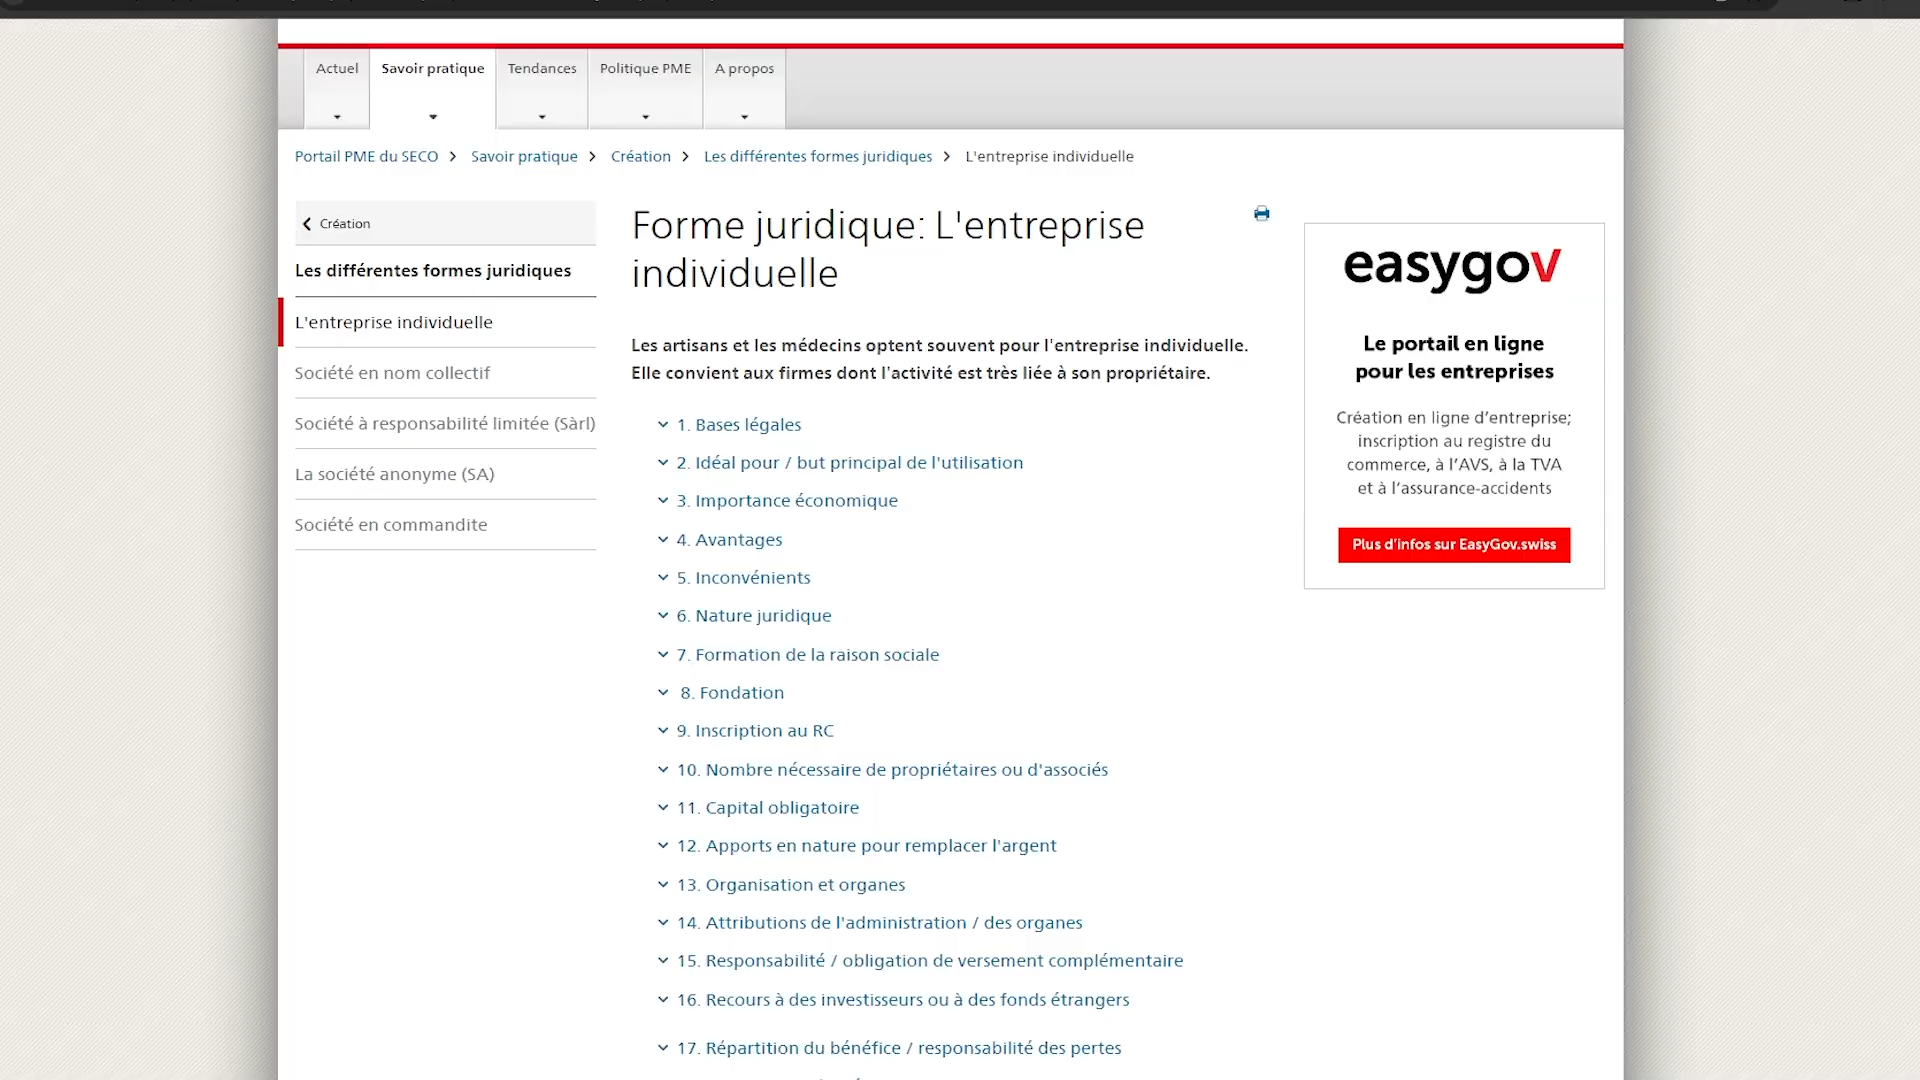 Actuel
Savoir pratique
Tendances
Politique PME
A propos
Portail PME du SECO > Savoir pratique > Création > Les différentes formes juridiques > L'entreprise individuelle
Création
Les différentes formes juridiques
L'entreprise individuelle
Société en nom collectif
Société à responsabilité limitée (Sàrl)
La société anonyme (SA)
Société en commandite
Forme juridique: L'entreprise
individuelle
Les artisans et les médecins optent souvent pour l'entreprise individuelle.
Elle convient aux firmes dont l'activité est très liée à son propriétaire.
1. Bases légales
2. Idéal pour / but principal de l'utilisation
3. Importance économique
4. Avantages
5. Inconvénients
6. Nature juridique
7. Formation de la raison sociale
8. Fondation
9. Inscription au RC
10. Nombre nécessaire de propriétaires ou d'associés
11. Capital obligatoire
12. Apports en nature pour remplacer l'argent
13. Organisation et organes
14. Attributions de l'administration / des organes
15. Responsabilité / obligation de versement complémentaire
16. Recours à des investisseurs ou à des fonds étrangers
17. Répartition du bénéfice / responsabilité des pertes
easygov
Le portail en ligne
pour les entreprises
Création en ligne d'entreprise;
inscription au registre du
commerce, à l'AVS, à la TVA
et à l'assurance-accidents
Plus d'infos sur EasyGov.swiss